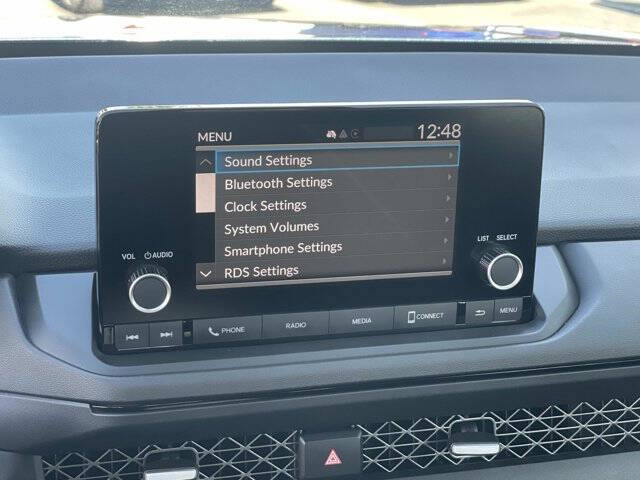 MENU 12:48
Sound Settings
Bluetooth Settings
Clock Settings
System Volumes
Smartphone Settings
RDS Settings
VOL AUDIO
LIST SELECT
PHONE RADIO MEDIA CONNECT MENU